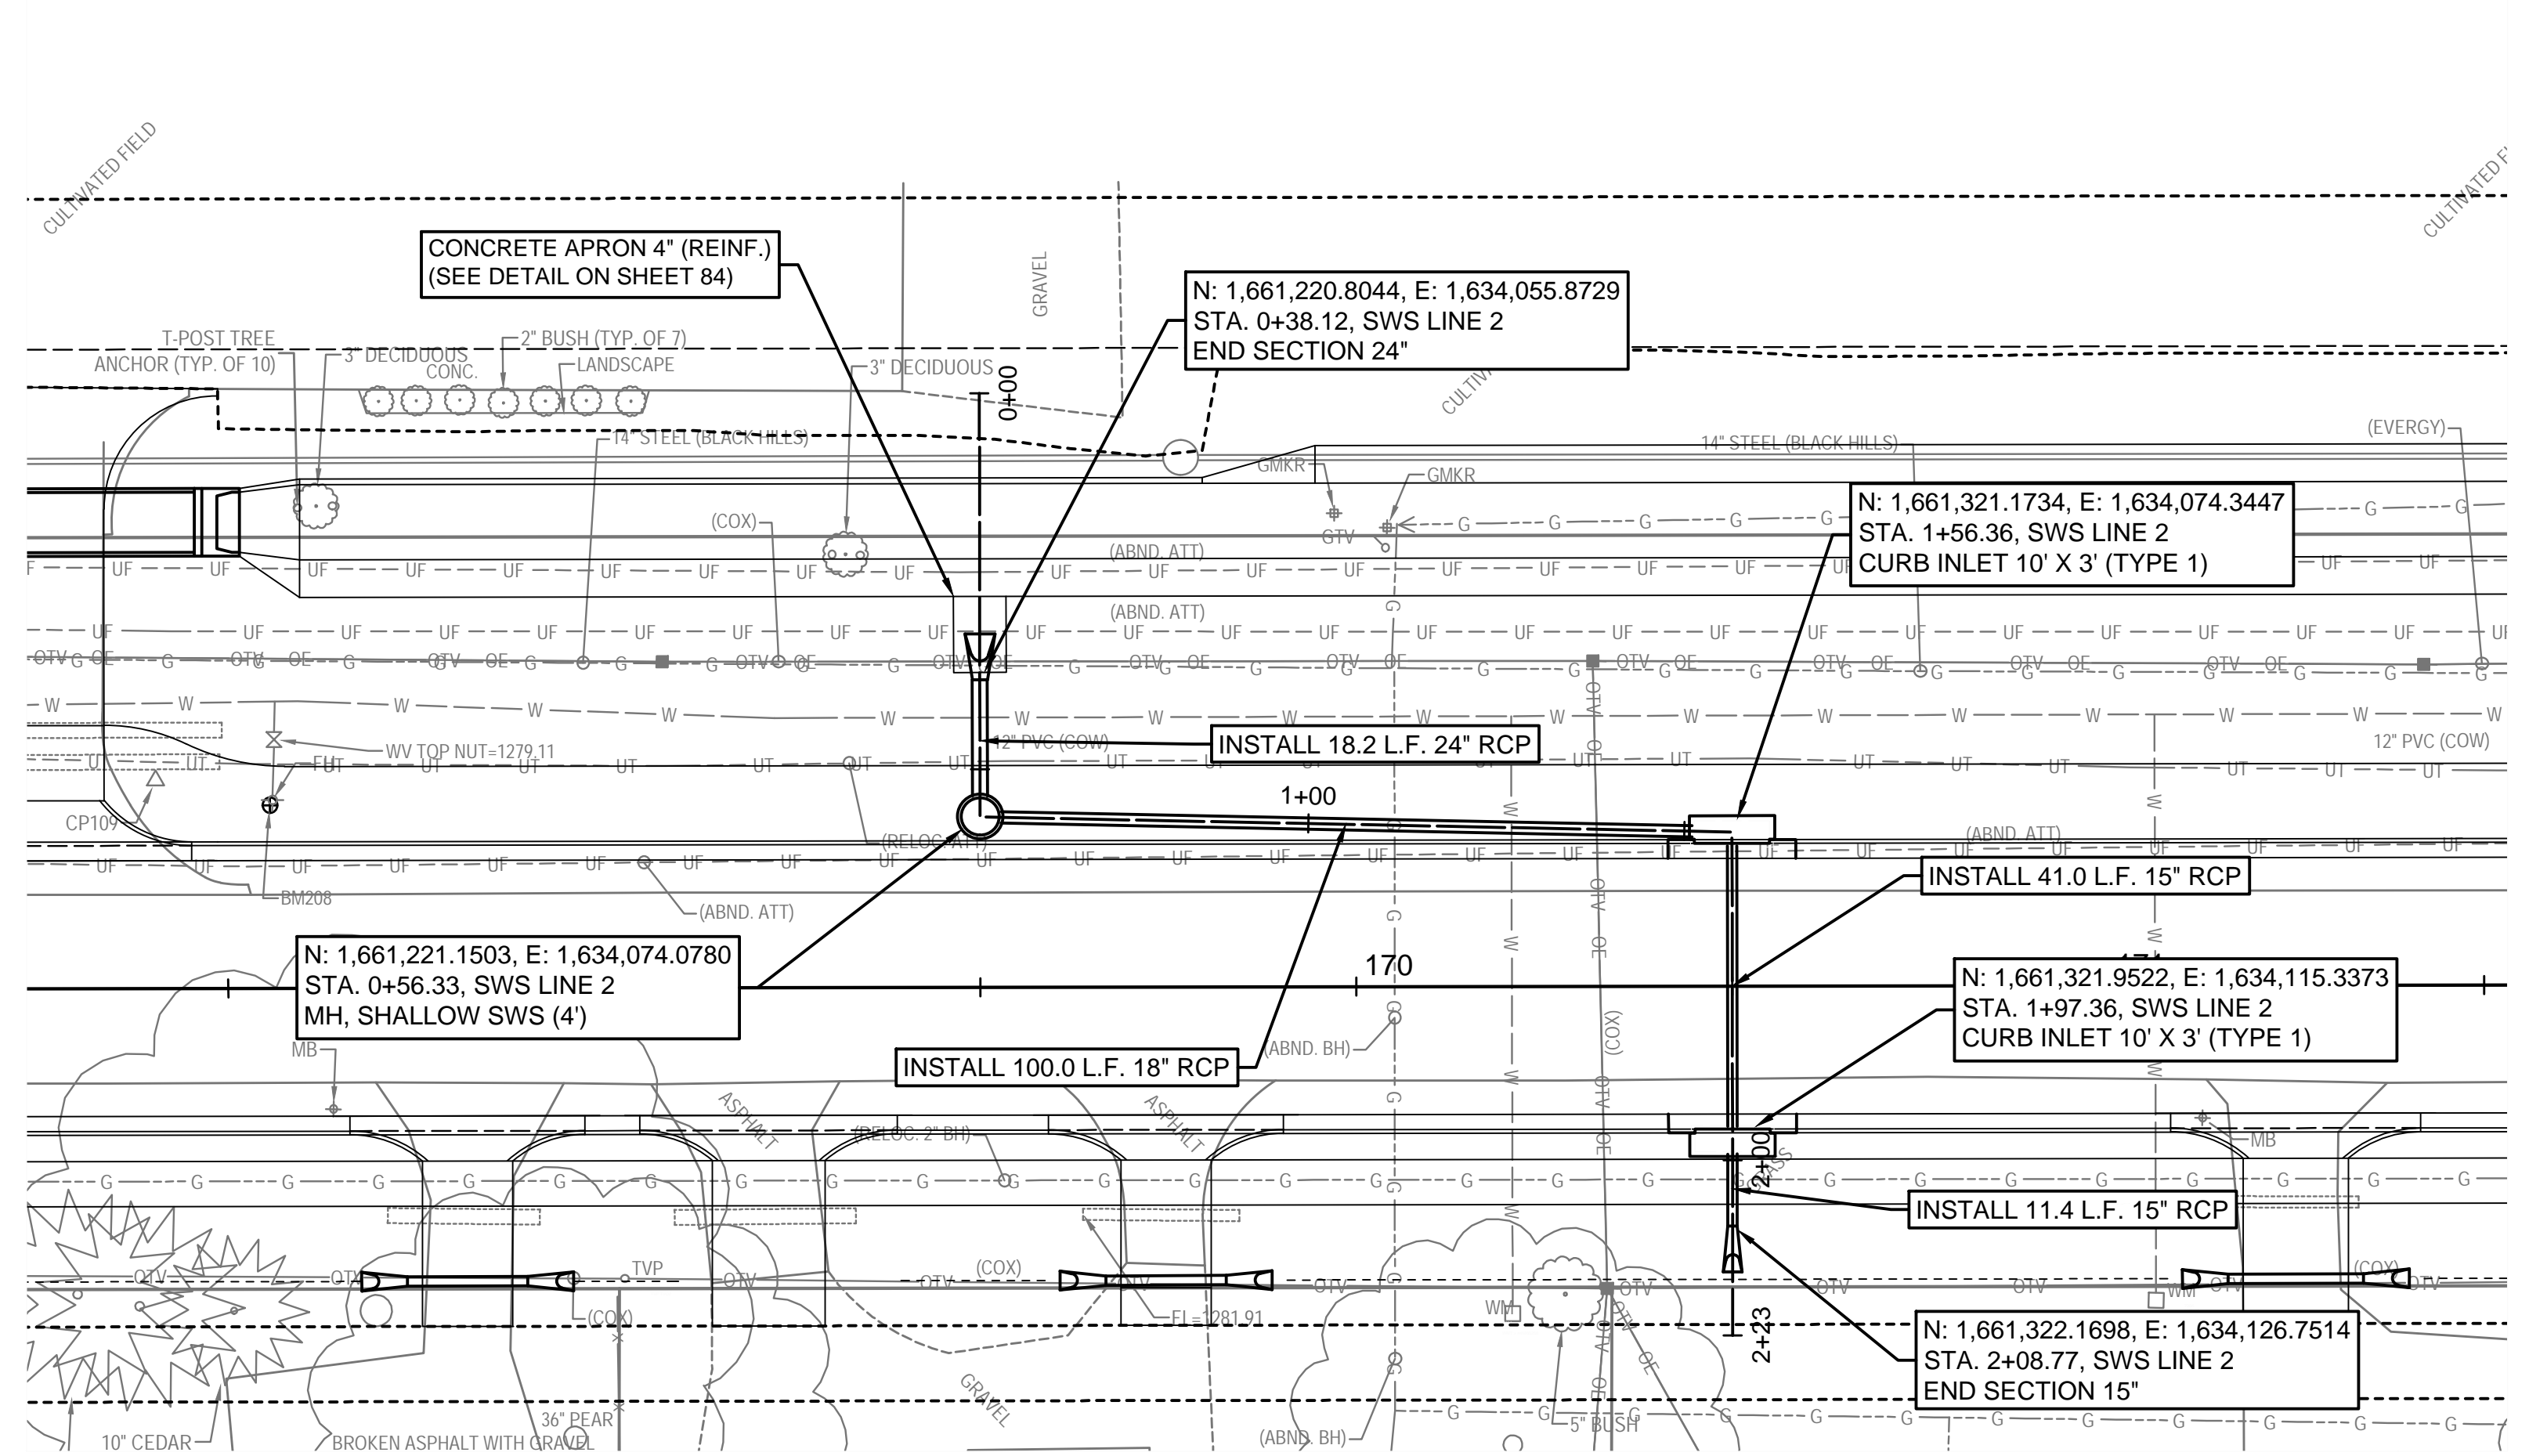 CULTIVATED FIELD
CONCRETE APRON 4" (REINF.)
(SEE DETAIL ON SHEET 84)
GRAVEL
N: 1,661,220.8044, E: 1,634,055.8729
STA. 0+38.12, SWS LINE 2
END SECTION 24"
T-POST TREE
ANCHOR (TYP. OF 10)
3" DECIDUOUS
CONC.
2" BUSH (TYP. OF 7)
LANDSCAPE
3" DECIDUOUS
0+00
14" STEEL (BLACK HILLS)
14" STEEL (BLACK HILLS)
(EVERGY)
GMKR
GMKR
GTV
(COX)
(ABND. ATT)
(ABND. ATT)
N: 1,661,321.1734, E: 1,634,074.3447
STA. 1+56.36, SWS LINE 2
CURB INLET 10' X 3' (TYPE 1)
WV TOP NUT=1279.11
FH
CP109
BM208
12" PVC (COW)
INSTALL 18.2 L.F. 24" RCP
12" PVC (COW)
1+00
(RELOC. ATT)
(ABND. ATT)
(ABND. ATT)
INSTALL 41.0 L.F. 15" RCP
N: 1,661,221.1503, E: 1,634,074.0780
STA. 0+56.33, SWS LINE 2
MH, SHALLOW SWS (4')
170
N: 1,661,321.9522, E: 1,634,115.3373
STA. 1+97.36, SWS LINE 2
CURB INLET 10' X 3' (TYPE 1)
MB
INSTALL 100.0 L.F. 18" RCP
(ABND. BH)
(COX)
ASPHALT
ASPHALT
(RELOC. 2" BH)
2+00
MB
INSTALL 11.4 L.F. 15" RCP
TVP
(COX)
(COX)
(COX)
FL=1281.91
WM
WM
2+23
N: 1,661,322.1698, E: 1,634,126.7514
STA. 2+08.77, SWS LINE 2
END SECTION 15"
GRAVEL
36" PEAR
10" CEDAR
BROKEN ASPHALT WITH GRAVEL
(ABND. BH)
5" BUSH